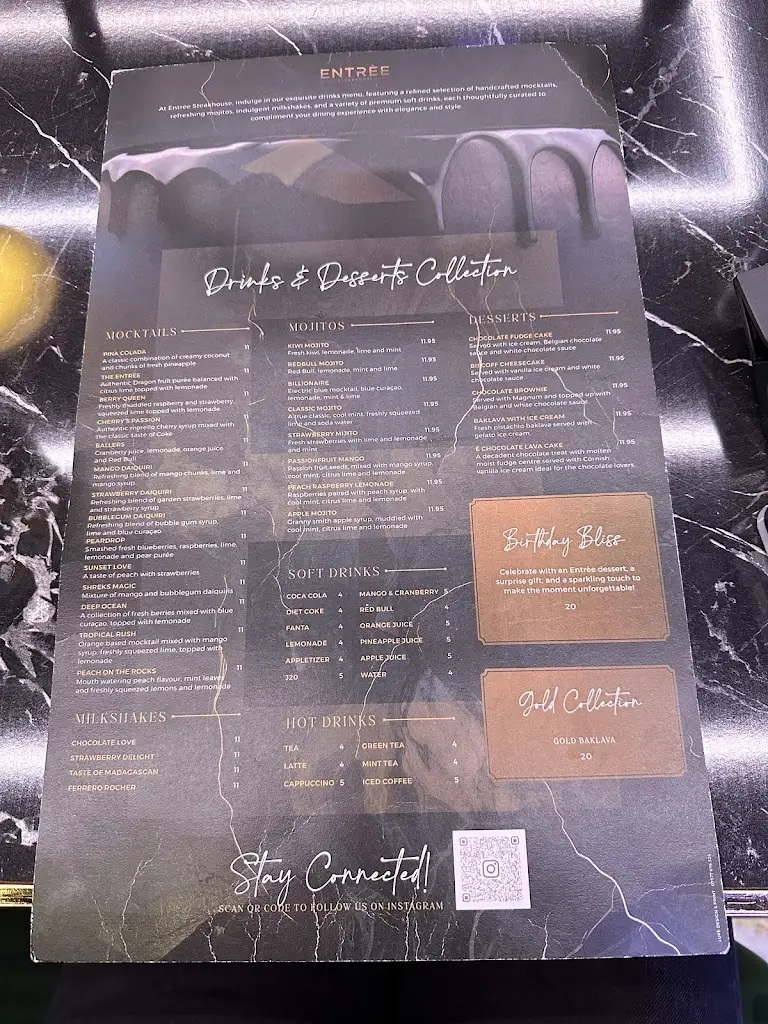 ENTRÈE
At Entrèe Steakhouse, indulge in our exquisite drinks menu, featuring a refined selection of handcrafted mocktails,
refreshing mojitos, indulgent milkshakes, and a variety of premium soft drinks, each thoughtfully curated to
compliment your dining experience with elegance and style
Drinks & Desserts Collection
MOCKTAILS
PINA COLADA 11
A classic combination of creamy coconut
and chunks of fresh pineapple
THE ENTRÈE 11
Authentic Dragon fruit purée balanced with
citrus lime topped with lemonade
BERRY QUEEN 11
Freshly muddled raspberry and strawberry,
squeezed lime topped with lemonade
CHERRY'S PASSION 11
Authentic morello cherry syrup mixed with
the classic taste of Coke
BALLERS 11
Cranberry juice, lemonade, orange juice
and Red Bull
MANGO DAIQUIRI 11
Refreshing blend of mango chunks, lime and
mango syrup
STRAWBERRY DAIQUIRI 11
Refreshing blend of garden strawberries, lime
and strawberry syrup
BUBBLEGUM DAIQUIRI 11
Refreshing blend of bubble gum syrup,
lime and blue curaçao
PEARDROP 11
Smashed fresh blueberries, raspberries, lime,
lemonade and pear purée
SUNSET LOVE 11
A taste of peach with strawberries
SHREKS MAGIC 11
Mixture of mango and bubblegum daiquiris
DEEP OCEAN 11
A collection of fresh berries mixed with blue
curaçao, topped with lemonade
TROPICAL RUSH 11
Orange based mocktail mixed with mango
syrup, freshly squeezed lime, topped with
lemonade
PEACH ON THE ROCKS 11
Mouth watering peach flavour, mint leaves
and freshly squeezed lemons and lemonade
MILKSHAKES
CHOCOLATE LOVE 11
STRAWBERRY DELIGHT 11
TASTE OF MADAGASCAN 11
FERRERO ROCHER 11
MOJITOS
KIWI MOJITO 11.95
Fresh kiwi, lemonade, lime and mint
REDBULL MOJITO 11.95
Red Bull, lemonade, mint and lime
BILLIONAIRE 11.95
Electric blue mocktail, blue curaçao,
lemonade, mint & lime
CLASSIC MOJITO 11.95
A true classic, cool mint, freshly squeezed
lime and soda water
STRAWBERRY MOJITO 11.95
Fresh strawberries with lime and lemonade
and mint
PASSIONFRUIT MANGO 11.95
Passion fruit seeds, mixed with mango syrup,
cool mint, citrus lime and lemonade
PEACH RASPBERRY LEMONADE 11.95
Raspberries paired with peach syrup, with
cool mint, citrus lime and lemonade
APPLE MOJITO 11.95
Granny smith apple syrup, muddled with
cool mint, citrus lime and lemonade
SOFT DRINKS
COCA COLA 4 MANGO & CRANBERRY 5
DIET COKE 4 RED BULL 4
FANTA 4 ORANGE JUICE 5
LEMONADE 4 PINEAPPLE JUICE 5
APPLETIZER 4 APPLE JUICE 5
J20 5 WATER 4
HOT DRINKS
TEA 4 GREEN TEA 4
LATTE 4 MINT TEA 4
CAPPUCCINO 5 ICED COFFEE 5
DESSERTS
CHOCOLATE FUDGE CAKE 11.95
Served with ice cream, Belgian chocolate
sauce and white chocolate sauce
BISCOFF CHEESECAKE 11.95
Served with vanilla ice cream and white
chocolate sauce
CHOCOLATE BROWNIE 11.95
Served with Magnum and topped up with
Belgian and white chocolate sauce
BAKLAVA WITH ICE CREAM 11.95
Fresh pistachio baklava served with
gelato ice cream
È CHOCOLATE LAVA CAKE 11.95
A decadent chocolate treat with molten
moist fudge centre served with Cornish
vanilla ice cream ideal for the chocolate lovers
Birthday Bliss
Celebrate with an Entrèe dessert, a
surprise gift, and a sparkling touch to
make the moment unforgettable!
20
Gold Collection
GOLD BAKLAVA
20
Stay Connected!
SCAN QR CODE TO FOLLOW US ON INSTAGRAM